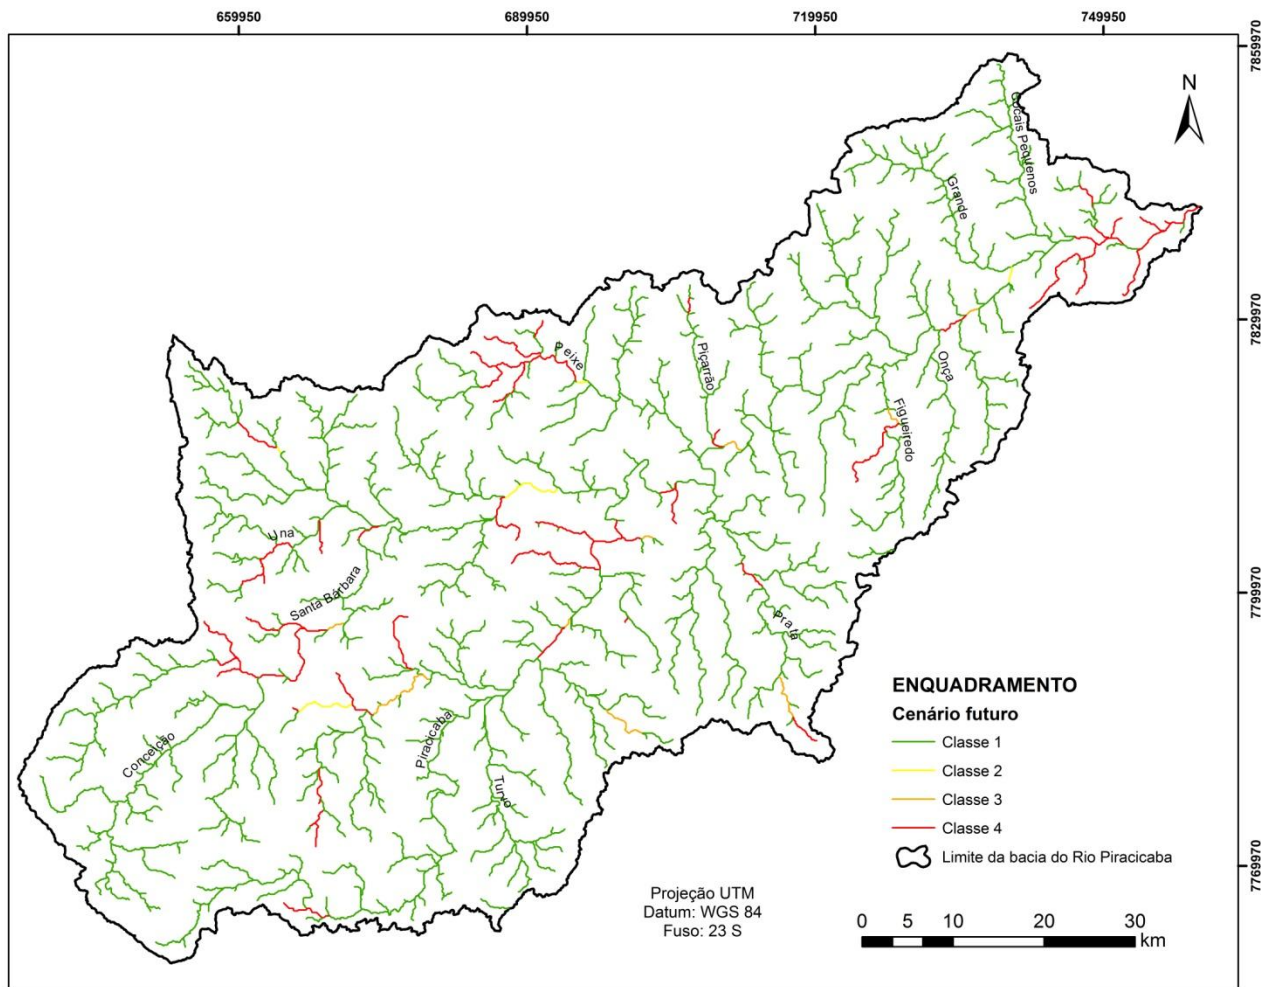 659950
689950
719950
749950
7859970
N
Cocais Pequenos
Grande
7829970
Peixe
Piçarrão
Onça
Figueiredo
Una
Santa Bárbara
7799970
Prata
ENQUADRAMENTO
Cenário futuro
Classe 1
Classe 2
Classe 3
Classe 4
Limite da bacia do Rio Piracicaba
Conceição
Piracicaba
Turvo
7769970
Projeção UTM
Datum: WGS 84
Fuso: 23 S
0 5 10 20 30
km